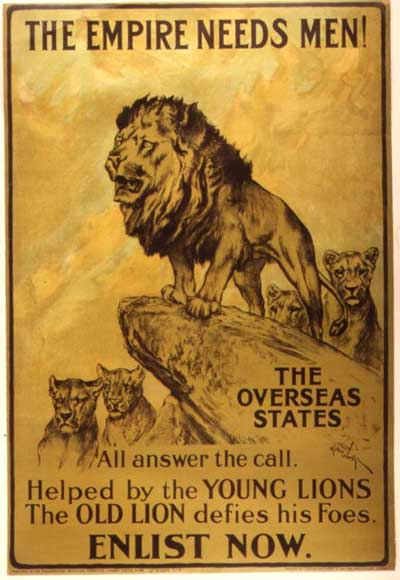 THE EMPIRE NEEDS MEN!
THE
OVERSEAS
STATES
All answer the call.
Helped by the YOUNG LIONS
The OLD LION defies his Foes.
ENLIST NOW.